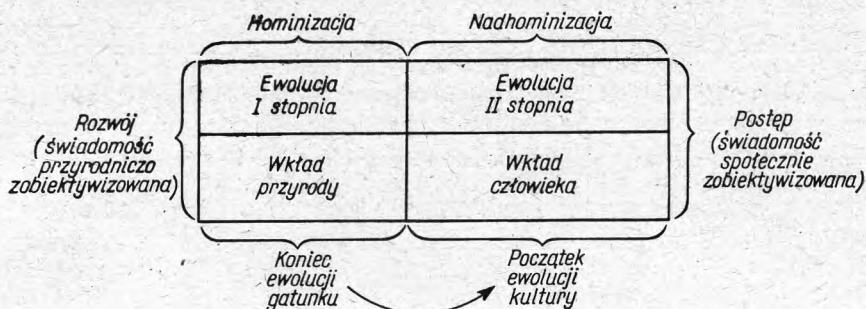 Hominizacja
Nadhominizacja
Rozwój
(świadomość
przyrodniczo
zobiektywizowana)
Ewolucja
I stopnia
Ewolucja
II stopnia
Wkład
przyrody
Wkład
człowieka
Postęp
(świadomość
społecznie
zobiektywizowana)
Koniec
ewolucji
gatunku
Początek
ewolucji
kultury